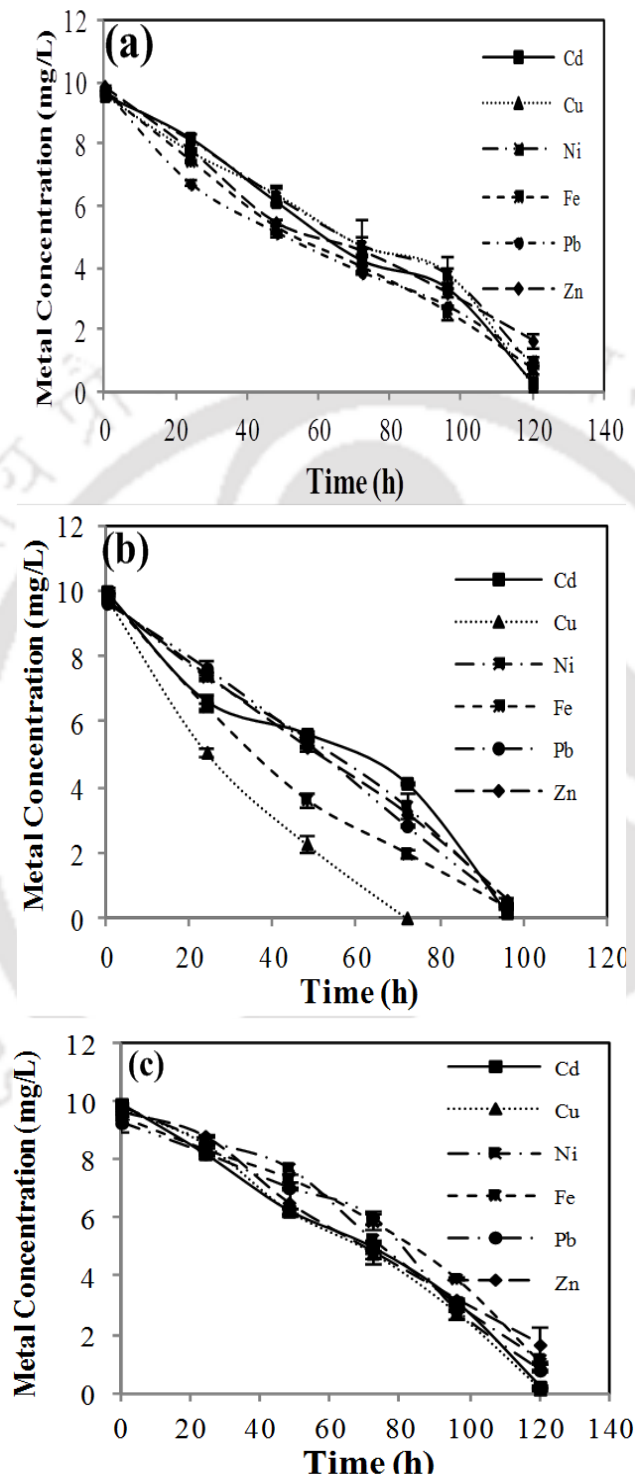 (a)
Metal Concentration (mg/L)
12
10
8
6
4
2
0
0 20 40 60 80 100 120 140
Time (h)
Cd
Cu
Ni
Fe
Pb
Zn
(b)
Metal Concentration (mg/L)
12
10
8
6
4
2
0
0 20 40 60 80 100 120
Time (h)
Cd
Cu
Ni
Fe
Pb
Zn
(c)
Metal Concentration (mg/L)
12
10
8
6
4
2
0
0 20 40 60 80 100 120 140
Time (h)
Cd
Cu
Ni
Fe
Pb
Zn